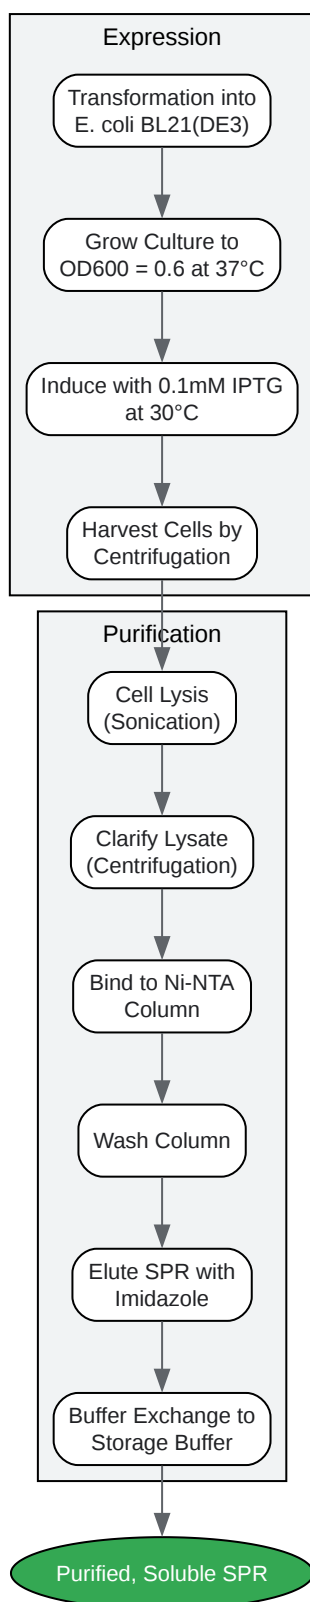 Expression
Transformation into
E. coli BL21(DE3)
Grow Culture to
OD600 = 0.6 at 37°C
Induce with 0.1mM IPTG
at 30°C
Harvest Cells by
Centrifugation
Purification
Cell Lysis
(Sonication)
Clarify Lysate
(Centrifugation)
Bind to Ni-NTA
Column
Wash Column
Elute SPR with
Imidazole
Buffer Exchange to
Storage Buffer
Purified, Soluble SPR